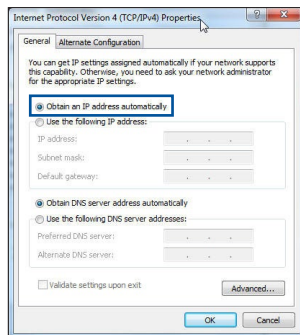 Internet Protocol Version 4 (TCP/IPv4) Properties
General Alternate Configuration
You can get IP settings assigned automatically if your network supports
this capability. Otherwise, you need to ask your network administrator
for the appropriate IP settings.
Obtain an IP address automatically
Use the following IP address:
IP address:
Subnet mask:
Default gateway:
Obtain DNS server address automatically
Use the following DNS server addresses:
Preferred DNS server:
Alternate DNS server:
Validate settings upon exit
Advanced...
OK Cancel